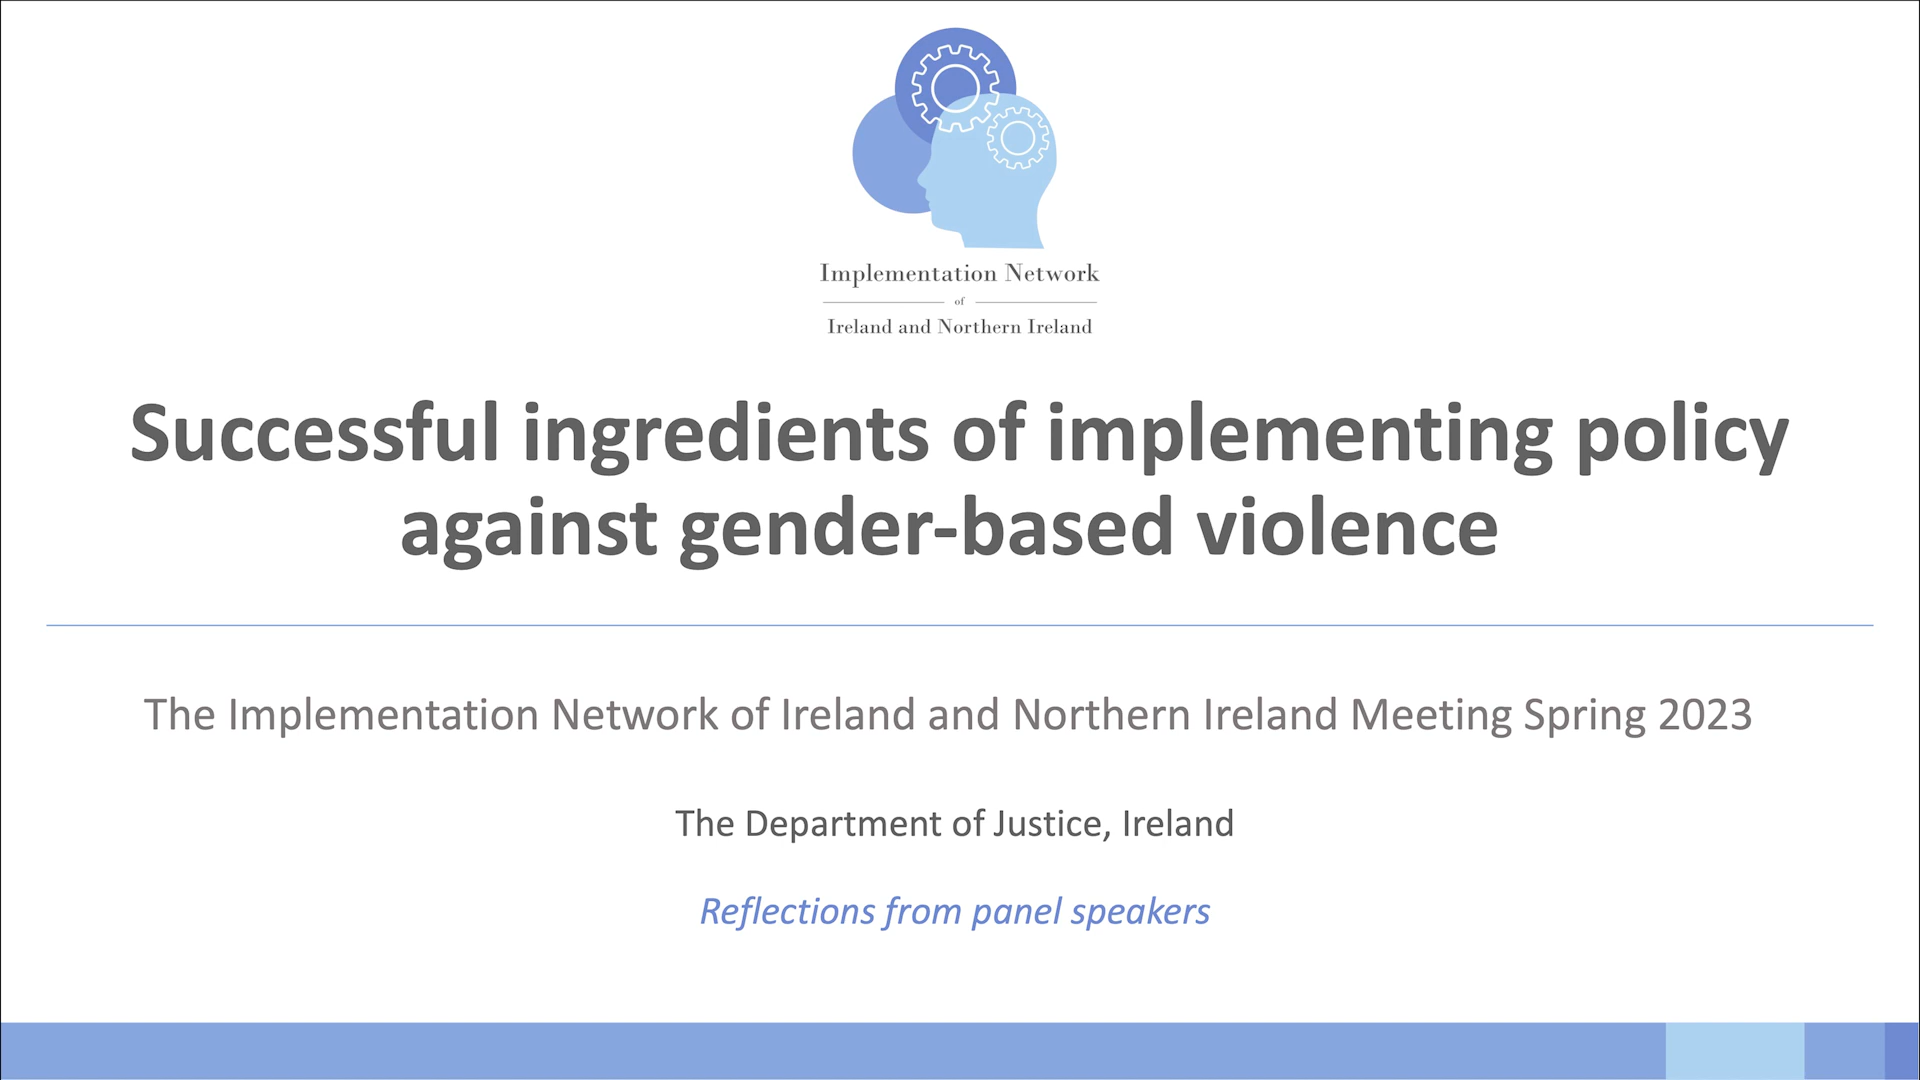 Implementation Network
of
Ireland and Northern Ireland
Successful ingredients of implementing policy
against gender-based violence
The Implementation Network of Ireland and Northern Ireland Meeting Spring 2023
The Department of Justice, Ireland
Reflections from panel speakers